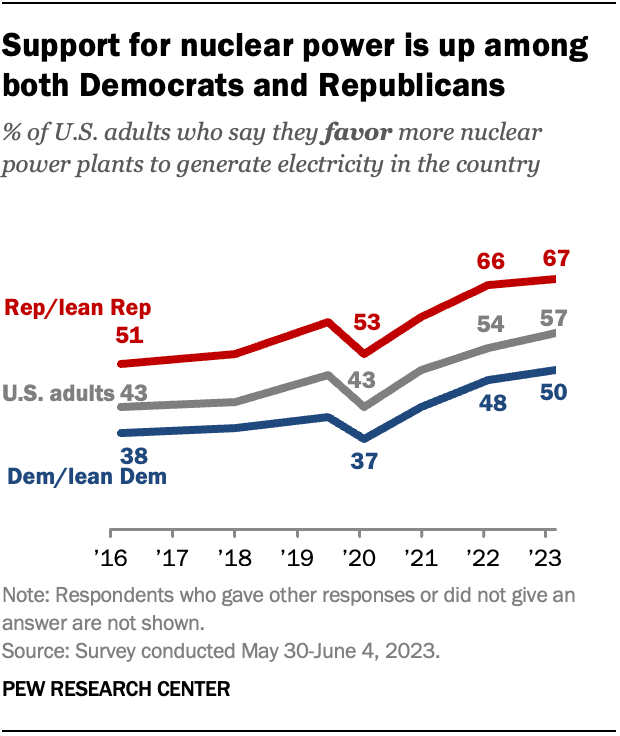 Support for nuclear power is up among
both Democrats and Republicans
% of U.S. adults who say they favor more nuclear
power plants to generate electricity in the country
Rep/lean Rep
51
53
66
67
U.S. adults 43
43
54
57
38
Dem/lean Dem
37
48
50
’16 ’17 ’18 ’19 ’20 ’21 ’22 ’23
Note: Respondents who gave other responses or did not give an
answer are not shown.
Source: Survey conducted May 30-June 4, 2023.
PEW RESEARCH CENTER